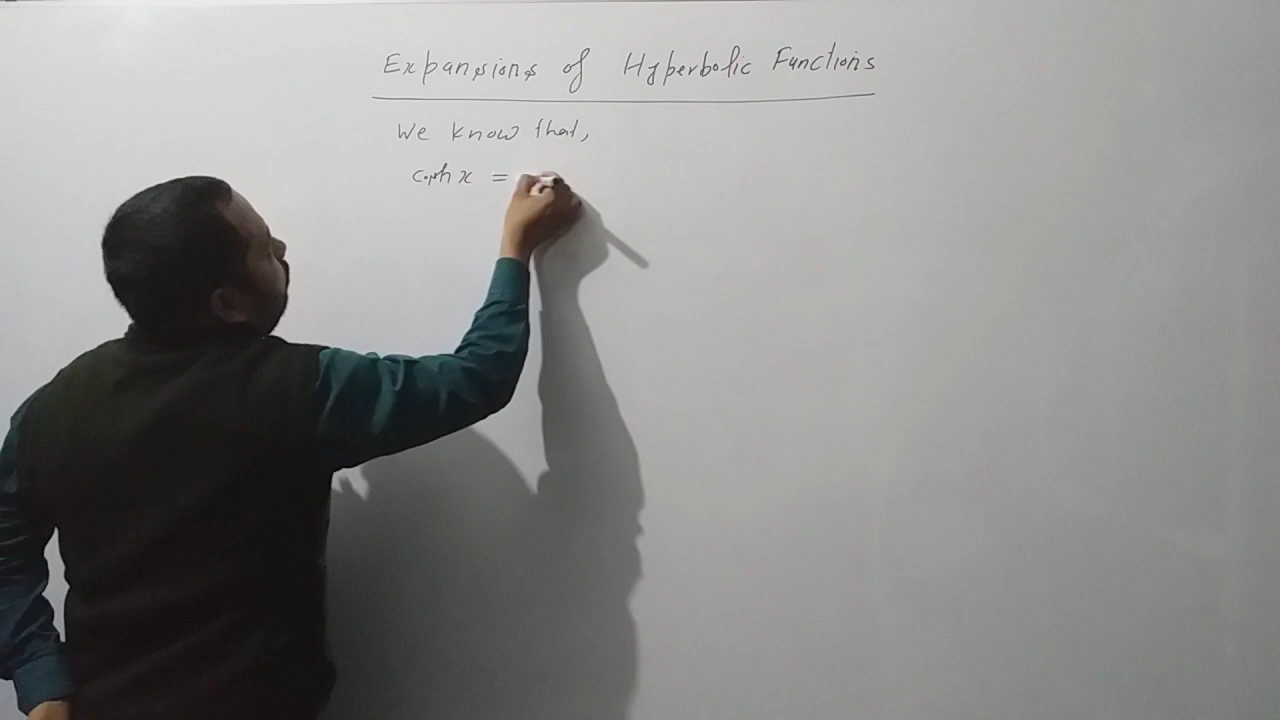 Expansions of Hyperbolic Functions
We know that,
cosh x =